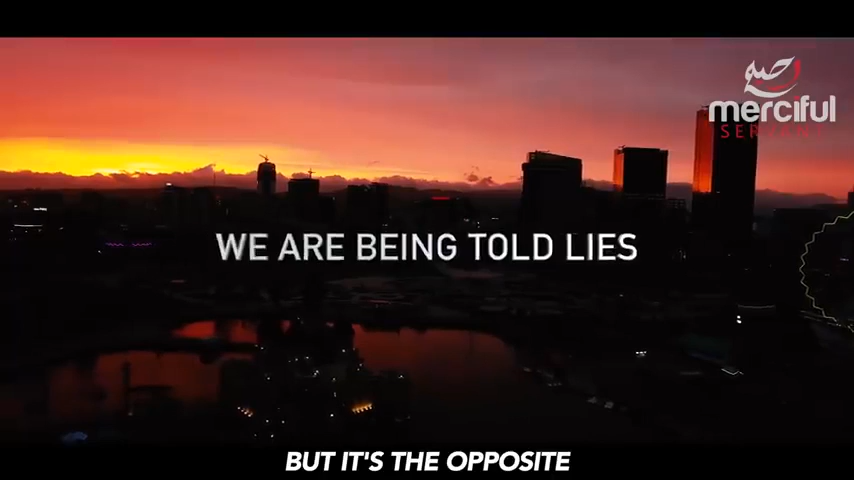 merciful
SERVANT
WE ARE BEING TOLD LIES
BUT IT'S THE OPPOSITE